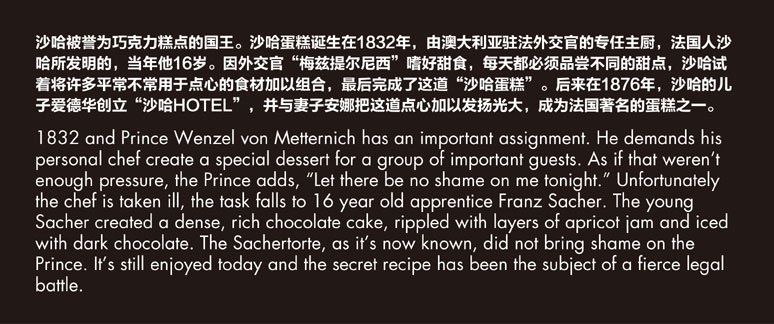 沙哈被誉为巧克力糕点的国王。沙哈蛋糕诞生在1832年，由澳大利亚驻法外交官的专任主厨，法国人沙
哈所发明的，当年他16岁。因外交官“梅兹提尔尼西”嗜好甜食，每天都必须品尝不同的甜点，沙哈试
着将许多平常不常用于点心的食材加以组合，最后完成了这道“沙哈蛋糕”。后来在1876年，沙哈的儿
子爱德华创立“沙哈HOTEL”，并与妻子安娜把这道点心加以发扬光大，成为法国著名的蛋糕之一。
1832 and Prince Wenzel von Metternich has an important assignment. He demands his
personal chef create a special dessert for a group of important guests. As if that weren’t
enough pressure, the Prince adds, “Let there be no shame on me tonight.” Unfortunately
the chef is taken ill, the task falls to 16 year old apprentice Franz Sacher. The young
Sacher created a dense, rich chocolate cake, rippled with layers of apricot jam and iced
with dark chocolate. The Sachertorte, as it’s now known, did not bring shame on the
Prince. It’s still enjoyed today and the secret recipe has been the subject of a fierce legal
battle.